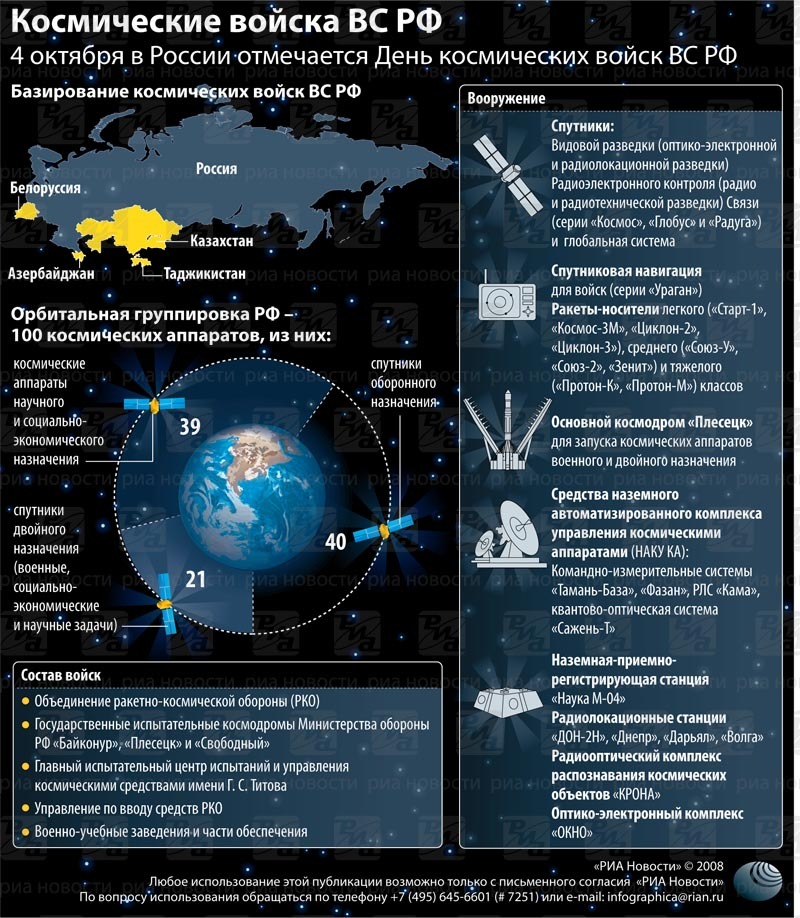 Космические войска ВС РФ
4 октября в России отмечается День космических войск ВС РФ
Базирование космических войск ВС РФ
Россия
Белоруссия
Казахстан
Азербайджан
Таджикистан
Орбитальная группировка РФ –
100 космических аппаратов, из них:
космические
аппараты
научного
и социально-
экономического
назначения
39
спутники
оборонного
назначения
40
спутники
двойного
назначения
(военные,
социально-
экономические
и научные задачи)
21
Состав войск
Объединение ракетно-космической обороны (РКО)
Государственные испытательные космодромы Министерства обороны
РФ «Байконур», «Плесецк» и «Свободный»
Главный испытательный центр испытаний и управления
космическими средствами имени Г. С. Титова
Управление по вводу средств РКО
Военно-учебные заведения и части обеспечения
Вооружение
Спутники:
Видовой разведки (оптико-электронной
и радиолокационной разведки)
Радиоэлектронного контроля (радио
и радиотехнической разведки) Связи
(серии «Космос», «Глобус» и «Радуга»)
и глобальная система
Спутниковая навигация
для войск (серии «Ураган»)
Ракеты-носители легкого («Старт-1»,
«Космос-3М», «Циклон-2»,
«Циклон-3»), среднего («Союз-У»,
«Союз-2», «Зенит») и тяжелого
(«Протон-К», «Протон-М») классов
Основной космодром «Плесецк»
для запуска космических аппаратов
военного и двойного назначения
Средства наземного
автоматизированного комплекса
управления космическими
аппаратами (НАКУ КА):
Командно-измерительные системы
«Тамань-База», «Фазан», РЛС «Кама»,
квантово-оптическая система
«Сажень-Т»
Наземная-приемно-
регистрирующая станция
«Наука М-04»
Радиолокационные станции
«ДОН-2Н», «Днепр», «Дарьял», «Волга»
Радиооптический комплекс
распознавания космических
объектов «КРОНА»
Оптико-электронный комплекс
«ОКНО»
«РИА Новости» © 2008
Любое использование этой публикации возможно только с письменного согласия «РИА Новости»
По вопросу использования обращаться по телефону +7 (495) 645-6601 (# 7251) или e-mail: infographica@rian.ru